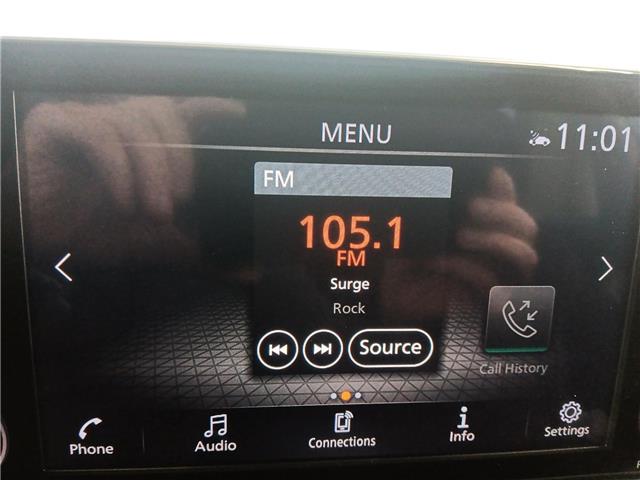 MENU
11:01
FM
105.1
FM
Surge
Rock
Source
Call History
Phone
Audio
Connections
Info
Settings